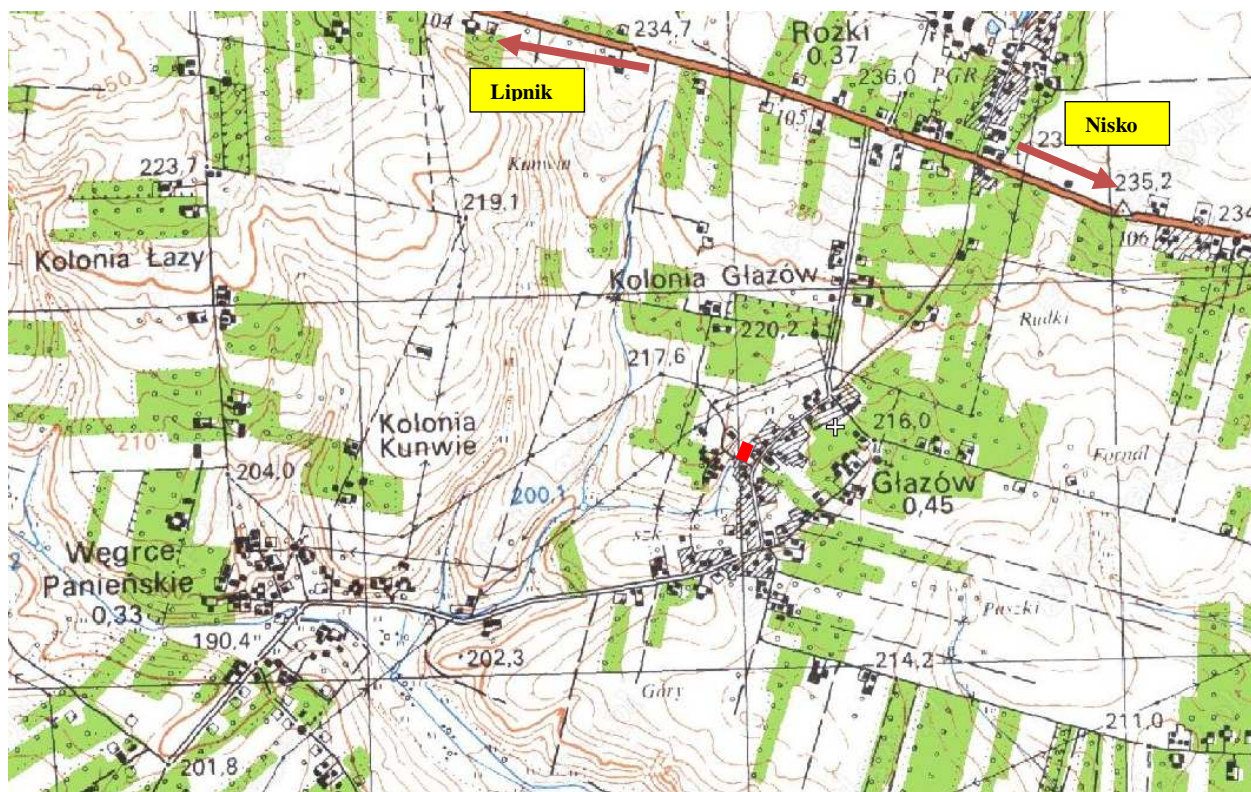 104
234,7
Rożki
0,37
Lipnik
105
236,0
PGR
Nisko
250
Kunwie
235,2
234
223,7
219,1
106
210
Kolonia Łazy
Kolonia Głazów
Rudki
220,2
217,6
Kolonia
Kunwie
210
216,0
204,0
Fornal
200,1
Głazów
0,45
szk.
Węgrce
Panieńskie
0,33
Paszki
190,4
202,3
214,2
Góry
211,0
201,8